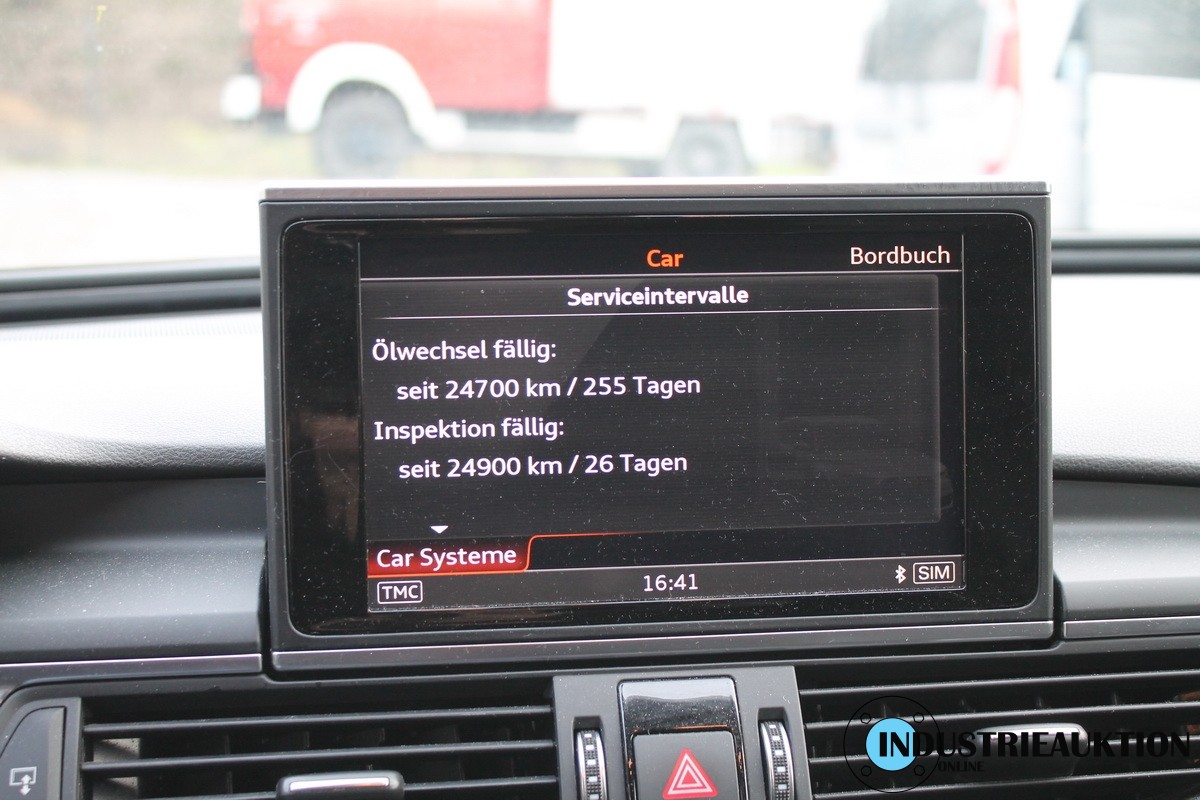 Car
Bordbuch
Serviceintervalle
Ölwechsel fällig:
seit 24700 km / 255 Tagen
Inspektion fällig:
seit 24900 km / 26 Tagen
Car Systeme
TMC
16:41
SIM
INDUSTRIEAUKTION
ONLINE